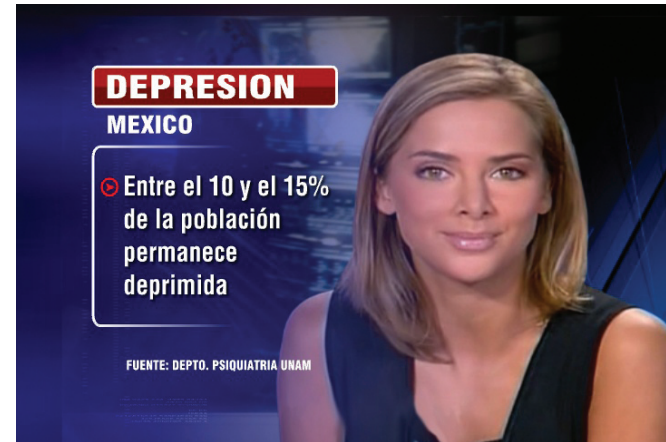 DEPRESION
MEXICO
Entre el 10 y el 15%
de la población
permanece
deprimida
FUENTE: DEPTO. PSIQUIATRIA UNAM